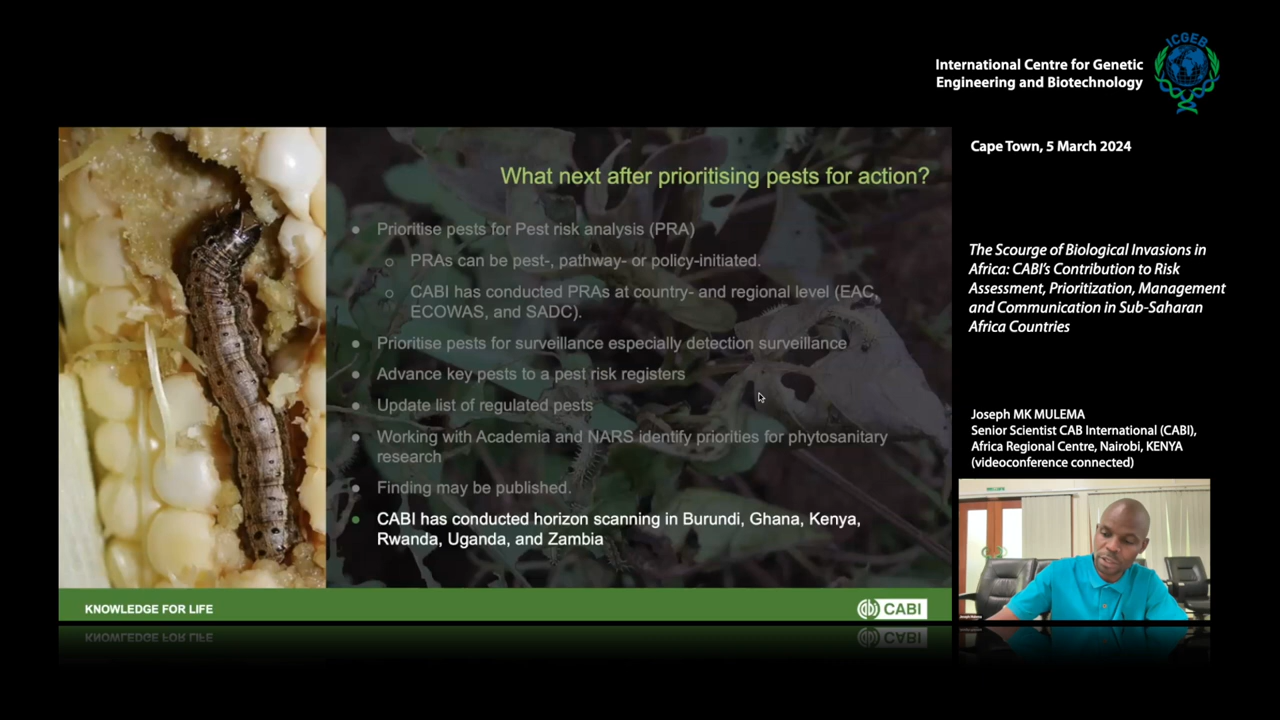 ICGEB
International Centre for Genetic
Engineering and Biotechnology
Cape Town, 5 March 2024
What next after prioritising pests for action?
● Prioritise pests for Pest risk analysis (PRA)
○ PRAs can be pest-, pathway- or policy-initiated.
○ CABI has conducted PRAs at country- and regional level (EAC,
ECOWAS, and SADC).
● Prioritise pests for surveillance especially detection surveillance
● Advance key pests to a pest risk registers
● Update list of regulated pests
● Working with Academia and NARS identify priorities for phytosanitary
research
● Finding may be published.
● CABI has conducted horizon scanning in Burundi, Ghana, Kenya,
Rwanda, Uganda, and Zambia
KNOWLEDGE FOR LIFE
CABI
The Scourge of Biological Invasions in
Africa: CABI's Contribution to Risk
Assessment, Prioritization, Management
and Communication in Sub-Saharan
Africa Countries
Joseph MK MULEMA
Senior Scientist CAB International (CABI),
Africa Regional Centre, Nairobi, KENYA
(videoconference connected)